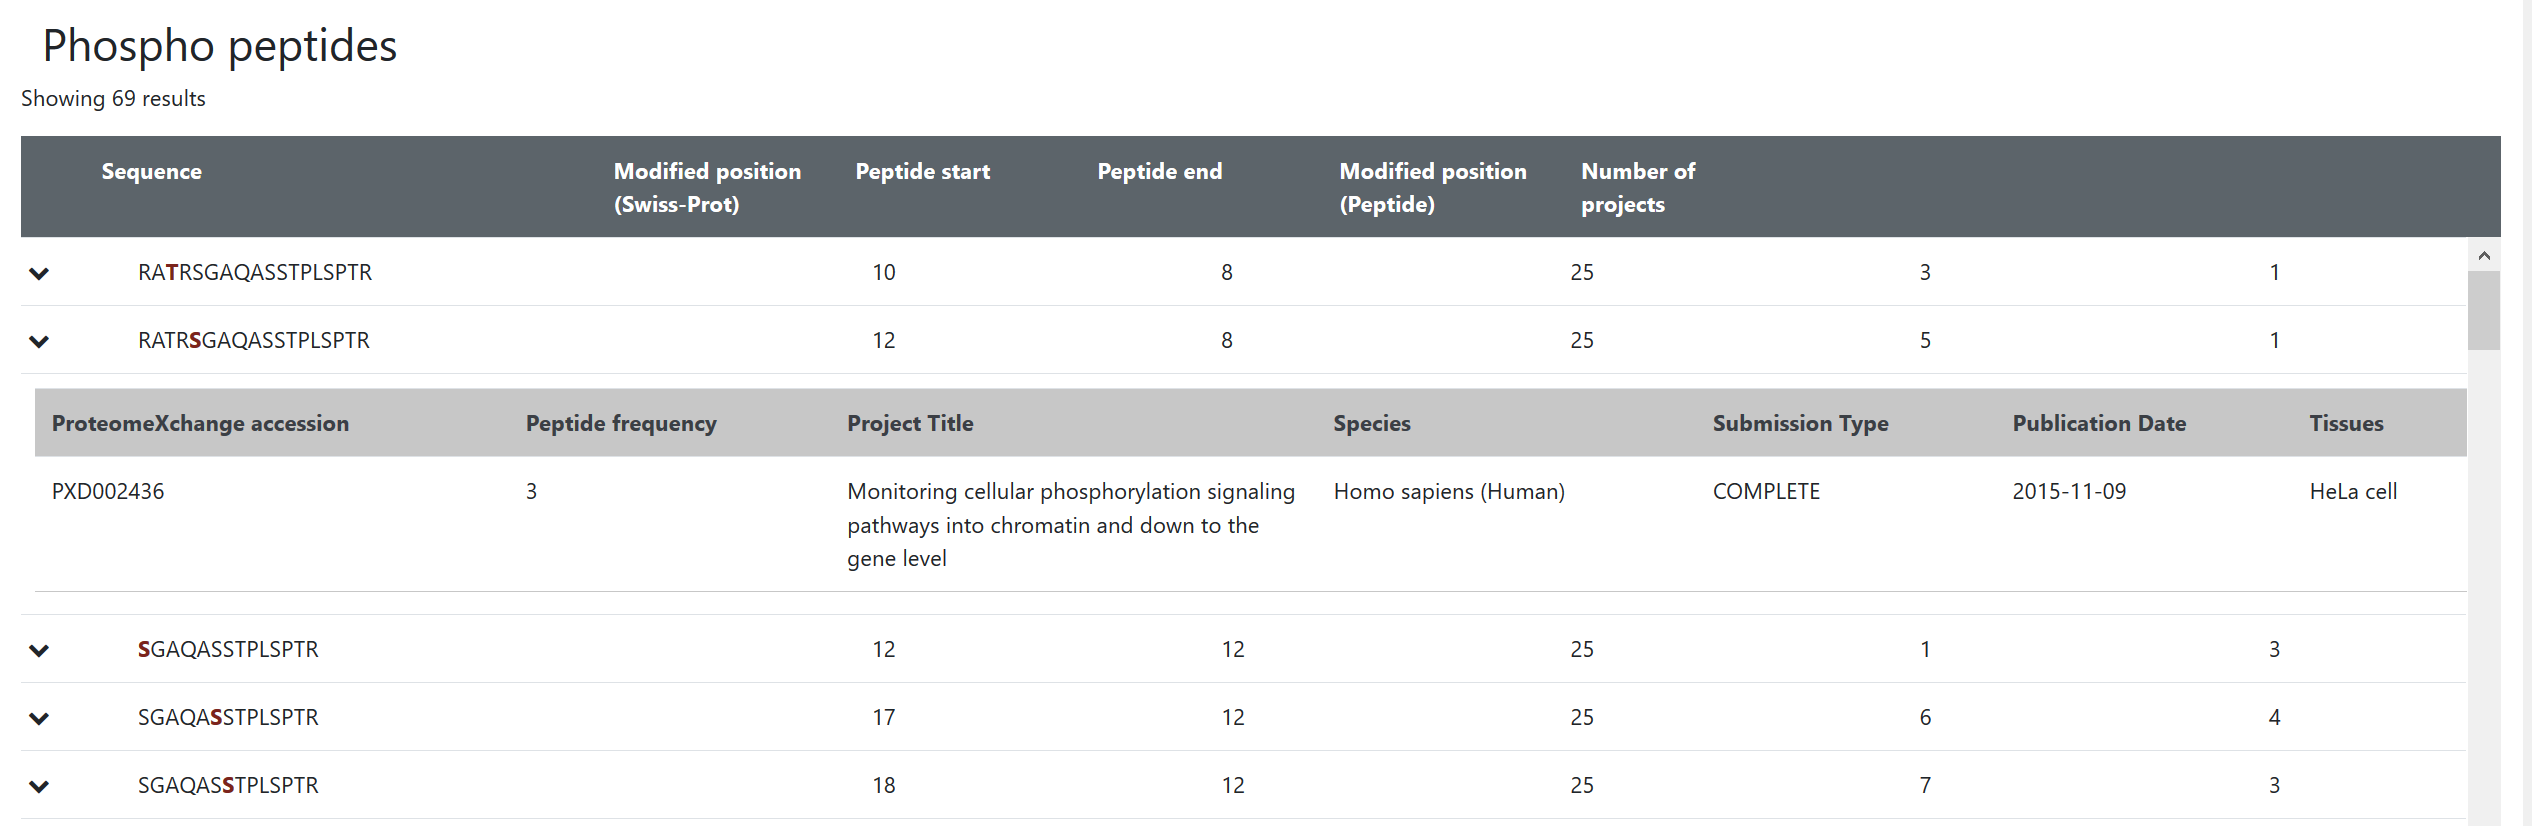 Phospho peptides
Showing 69 results
Sequence Modified position (Swiss-Prot) Peptide start Peptide end Modified position (Peptide) Number of projects
RATRSGAQASSTPLSPTR 10 8 25 3 1
RATRSGAQASSTPLSPTR 12 8 25 5 1
ProteomeXchange accession Peptide frequency Project Title Species Submission Type Publication Date Tissues
PXD002436 3 Monitoring cellular phosphorylation signaling pathways into chromatin and down to the gene level Homo sapiens (Human) COMPLETE 2015-11-09 HeLa cell
SGAQASSTPLSPTR 12 12 25 1 3
SGAQASSTPLSPTR 17 12 25 6 4
SGAQASSTPLSPTR 18 12 25 7 3